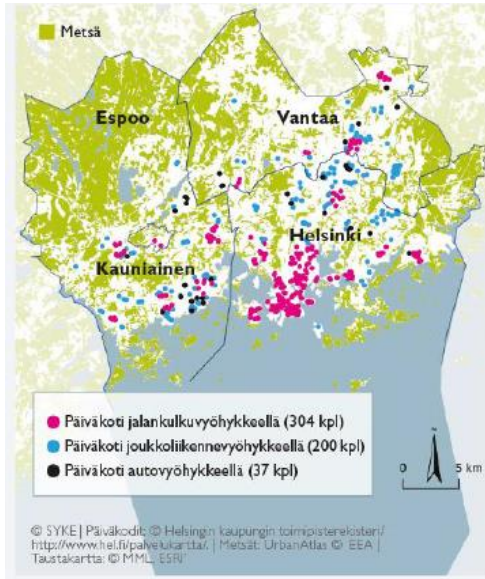 Metsä
Espoo
Vantaa
Helsinki
Kauniainen
Päiväkoti jalankulkuvyöhykkeellä (304 kpl)
Päiväkoti joukkoliikennevyöhykkeellä (200 kpl)
Päiväkoti autovyöhykkeellä (37 kpl)
N
0 5 km
© SYKE | Päiväkodit: © Helsingin kaupungin toimipisterekisteri/
http://www.hel.fi/palvelukartta/. | Metsät: UrbanAtlas © EEA |
Taustakartta: © MML, ESRI